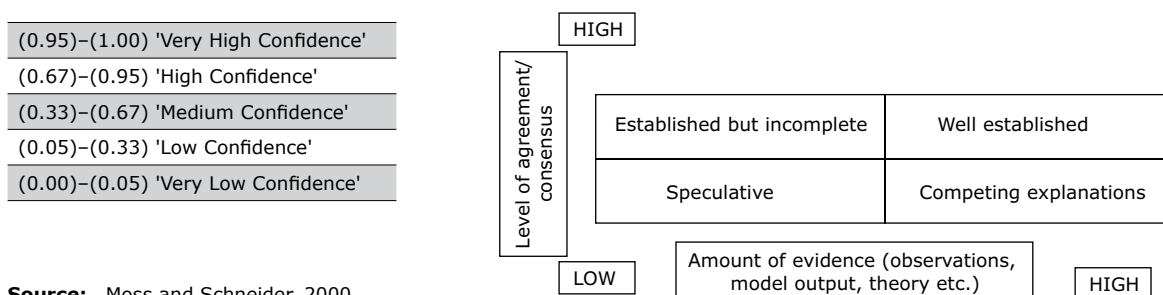 (0.95)–(1.00) 'Very High Confidence'
(0.67)–(0.95) 'High Confidence'
(0.33)–(0.67) 'Medium Confidence'
(0.05)–(0.33) 'Low Confidence'
(0.00)–(0.05) 'Very Low Confidence'
Source: Moss and Schneider, 2000
HIGH
Level of agreement/
consensus
Established but incomplete
Well established
Speculative
Competing explanations
LOW
Amount of evidence (observations,
model output, theory etc.)
HIGH